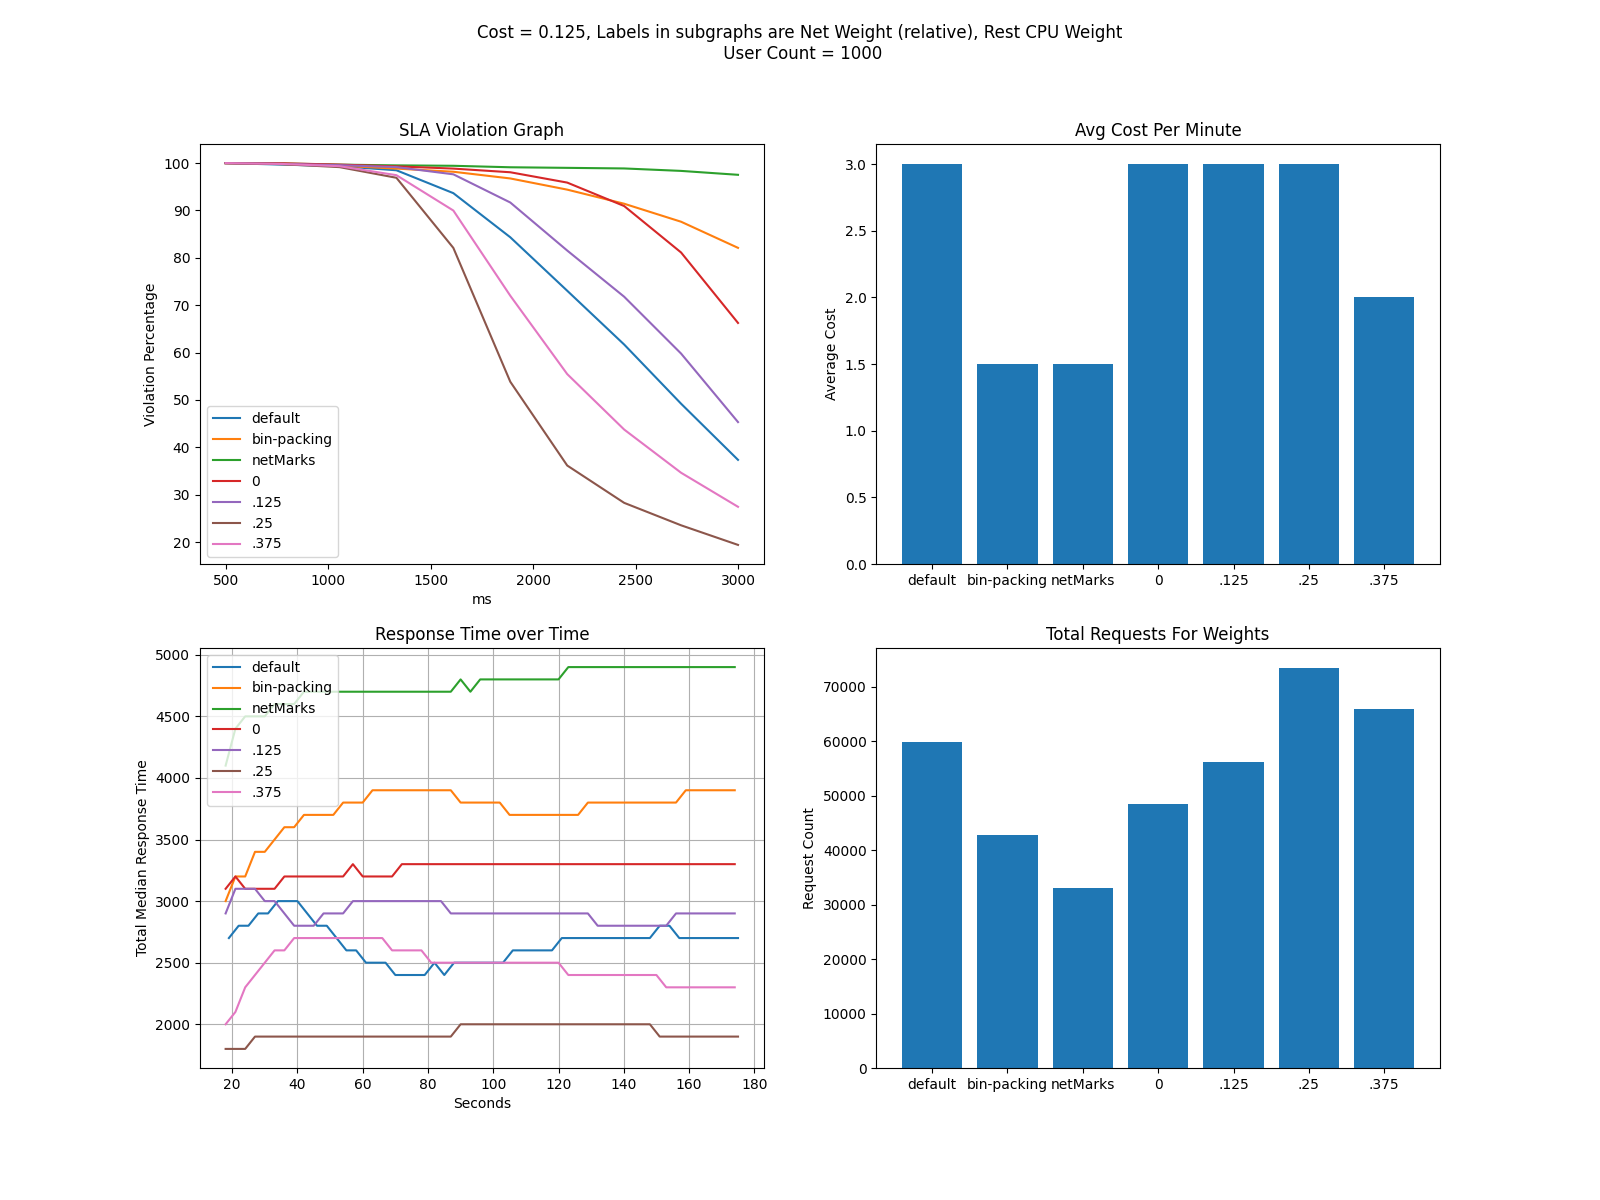 Cost = 0.125, Labels in subgraphs are Net Weight (relative), Rest CPU Weight
User Count = 1000
SLA Violation Graph
Violation Percentage
100
90
80
70
60
50
40
30
20
default
bin-packing
netMarks
0
.125
.25
.375
500 1000 1500 2000 2500 3000
ms
Avg Cost Per Minute
Average Cost
3.0
2.5
2.0
1.5
1.0
0.5
0.0
default bin-packing netMarks 0 .125 .25 .375
Response Time over Time
Total Median Response Time
5000
4500
4000
3500
3000
2500
2000
default
bin-packing
netMarks
0
.125
.25
.375
20 40 60 80 100 120 140 160 180
Seconds
Total Requests For Weights
Request Count
70000
60000
50000
40000
30000
20000
10000
0
default bin-packing netMarks 0 .125 .25 .375